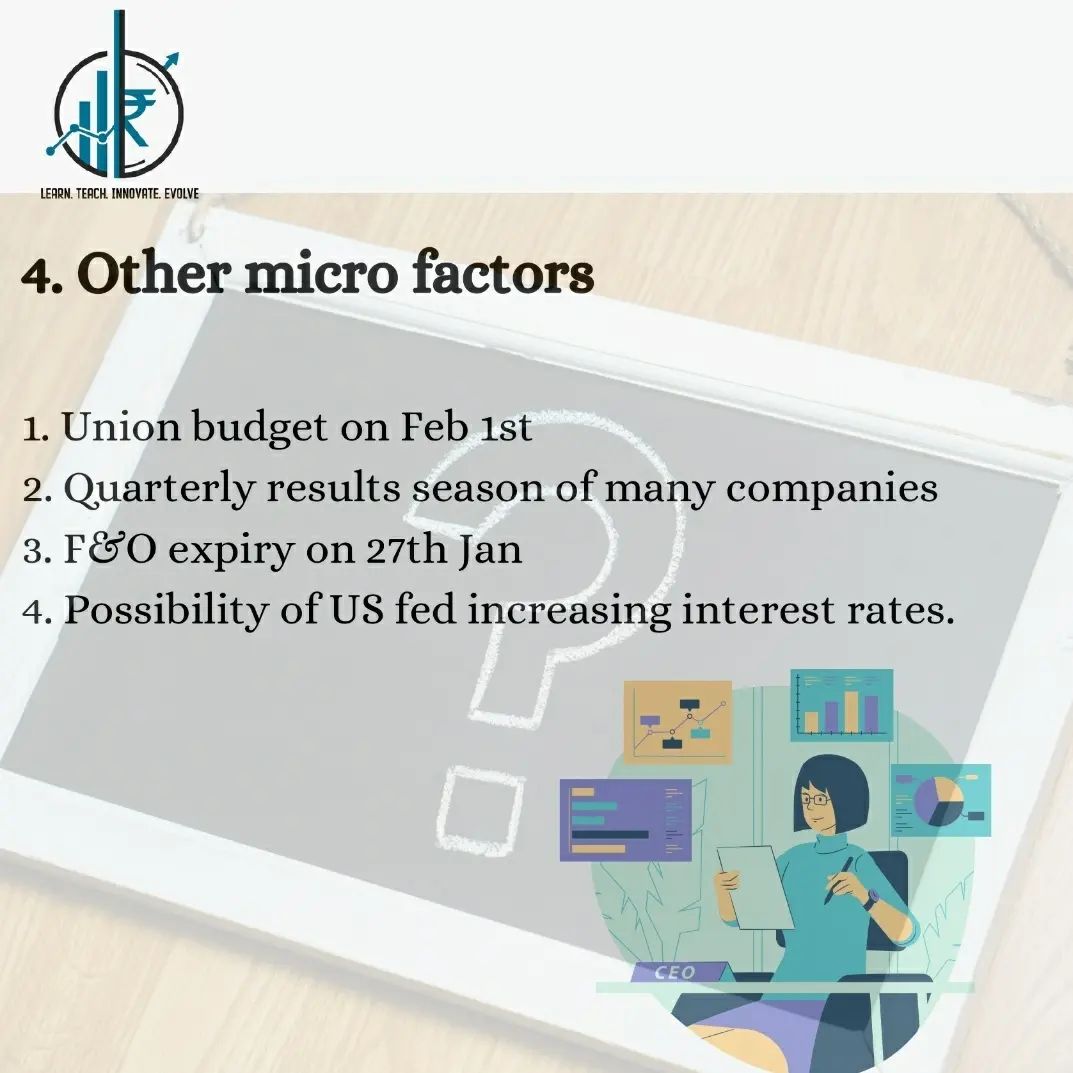 LEARN. TEACH. INNOVATE. EVOLVE
4. Other micro factors
1. Union budget on Feb 1st
2. Quarterly results season of many companies
3. F&O expiry on 27th Jan
4. Possibility of US fed increasing interest rates.
CEO